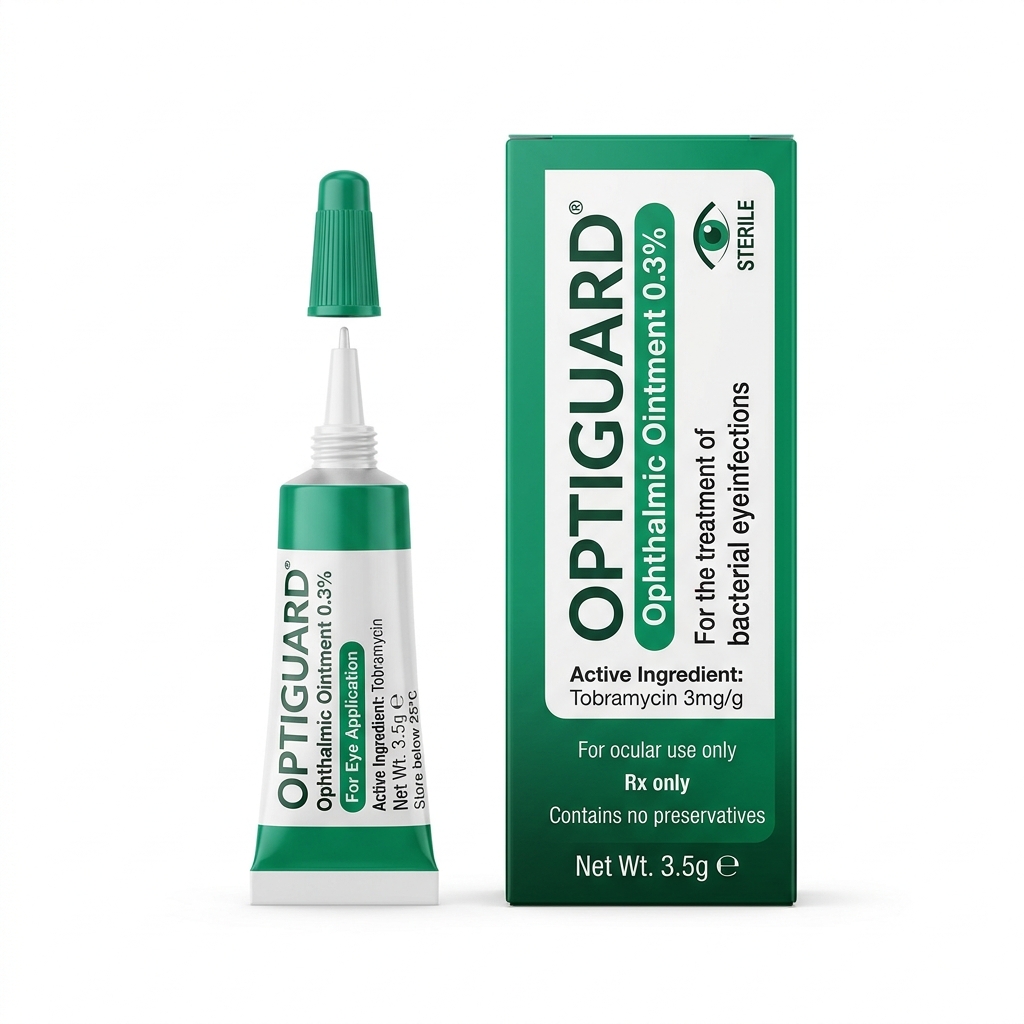 OPTIGUARD®
Ophthalmic Ointment 0.3%
For Eye Application
Active Ingredient: Tobramycin
Net Wt. 3.5g ℮
Store below 25°C
OPTIGUARD®
Ophthalmic Ointment 0.3%
For the treatment of
bacterial eyeinfections
STERILE
Active Ingredient:
Tobramycin 3mg/g
For ocular use only
Rx only
Contains no preservatives
Net Wt. 3.5g ℮